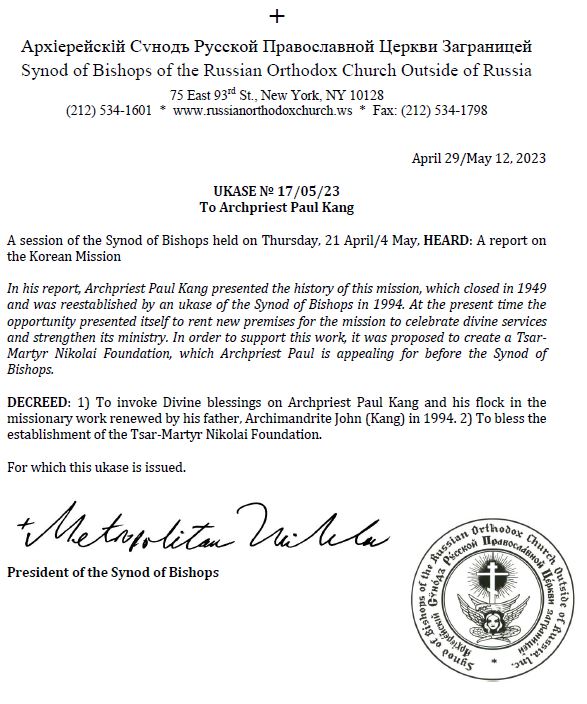 Архіерейскій Сѵнодъ Русской Православной Церкви Заграницей
Synod of Bishops of the Russian Orthodox Church Outside of Russia
75 East 93rd St., New York, NY 10128
(212) 534-1601 * www.russianorthodoxchurch.ws * Fax: (212) 534-1798
April 29/May 12, 2023
UKASE № 17/05/23
To Archpriest Paul Kang
A session of the Synod of Bishops held on Thursday, 21 April/4 May, HEARD: A report on
the Korean Mission
In his report, Archpriest Paul Kang presented the history of this mission, which closed in 1949
and was reestablished by an ukase of the Synod of Bishops in 1994. At the present time the
opportunity presented itself to rent new premises for the mission to celebrate divine services
and strengthen its ministry. In order to support this work, it was proposed to create a Tsar-
Martyr Nikolai Foundation, which Archpriest Paul is appealing for before the Synod of
Bishops.
DECREED: 1) To invoke Divine blessings on Archpriest Paul Kang and his flock in the
missionary work renewed by his father, Archimandrite John (Kang) in 1994. 2) To bless the
establishment of the Tsar-Martyr Nikolai Foundation.
For which this ukase is issued.
+Metropolitan Nicholas
President of the Synod of Bishops
Synod of Bishops of the Russian Orthodox Church Outside of Russia, Inc.
Архіерейскій Сѵнодъ Русской Православной Церкви заграницей